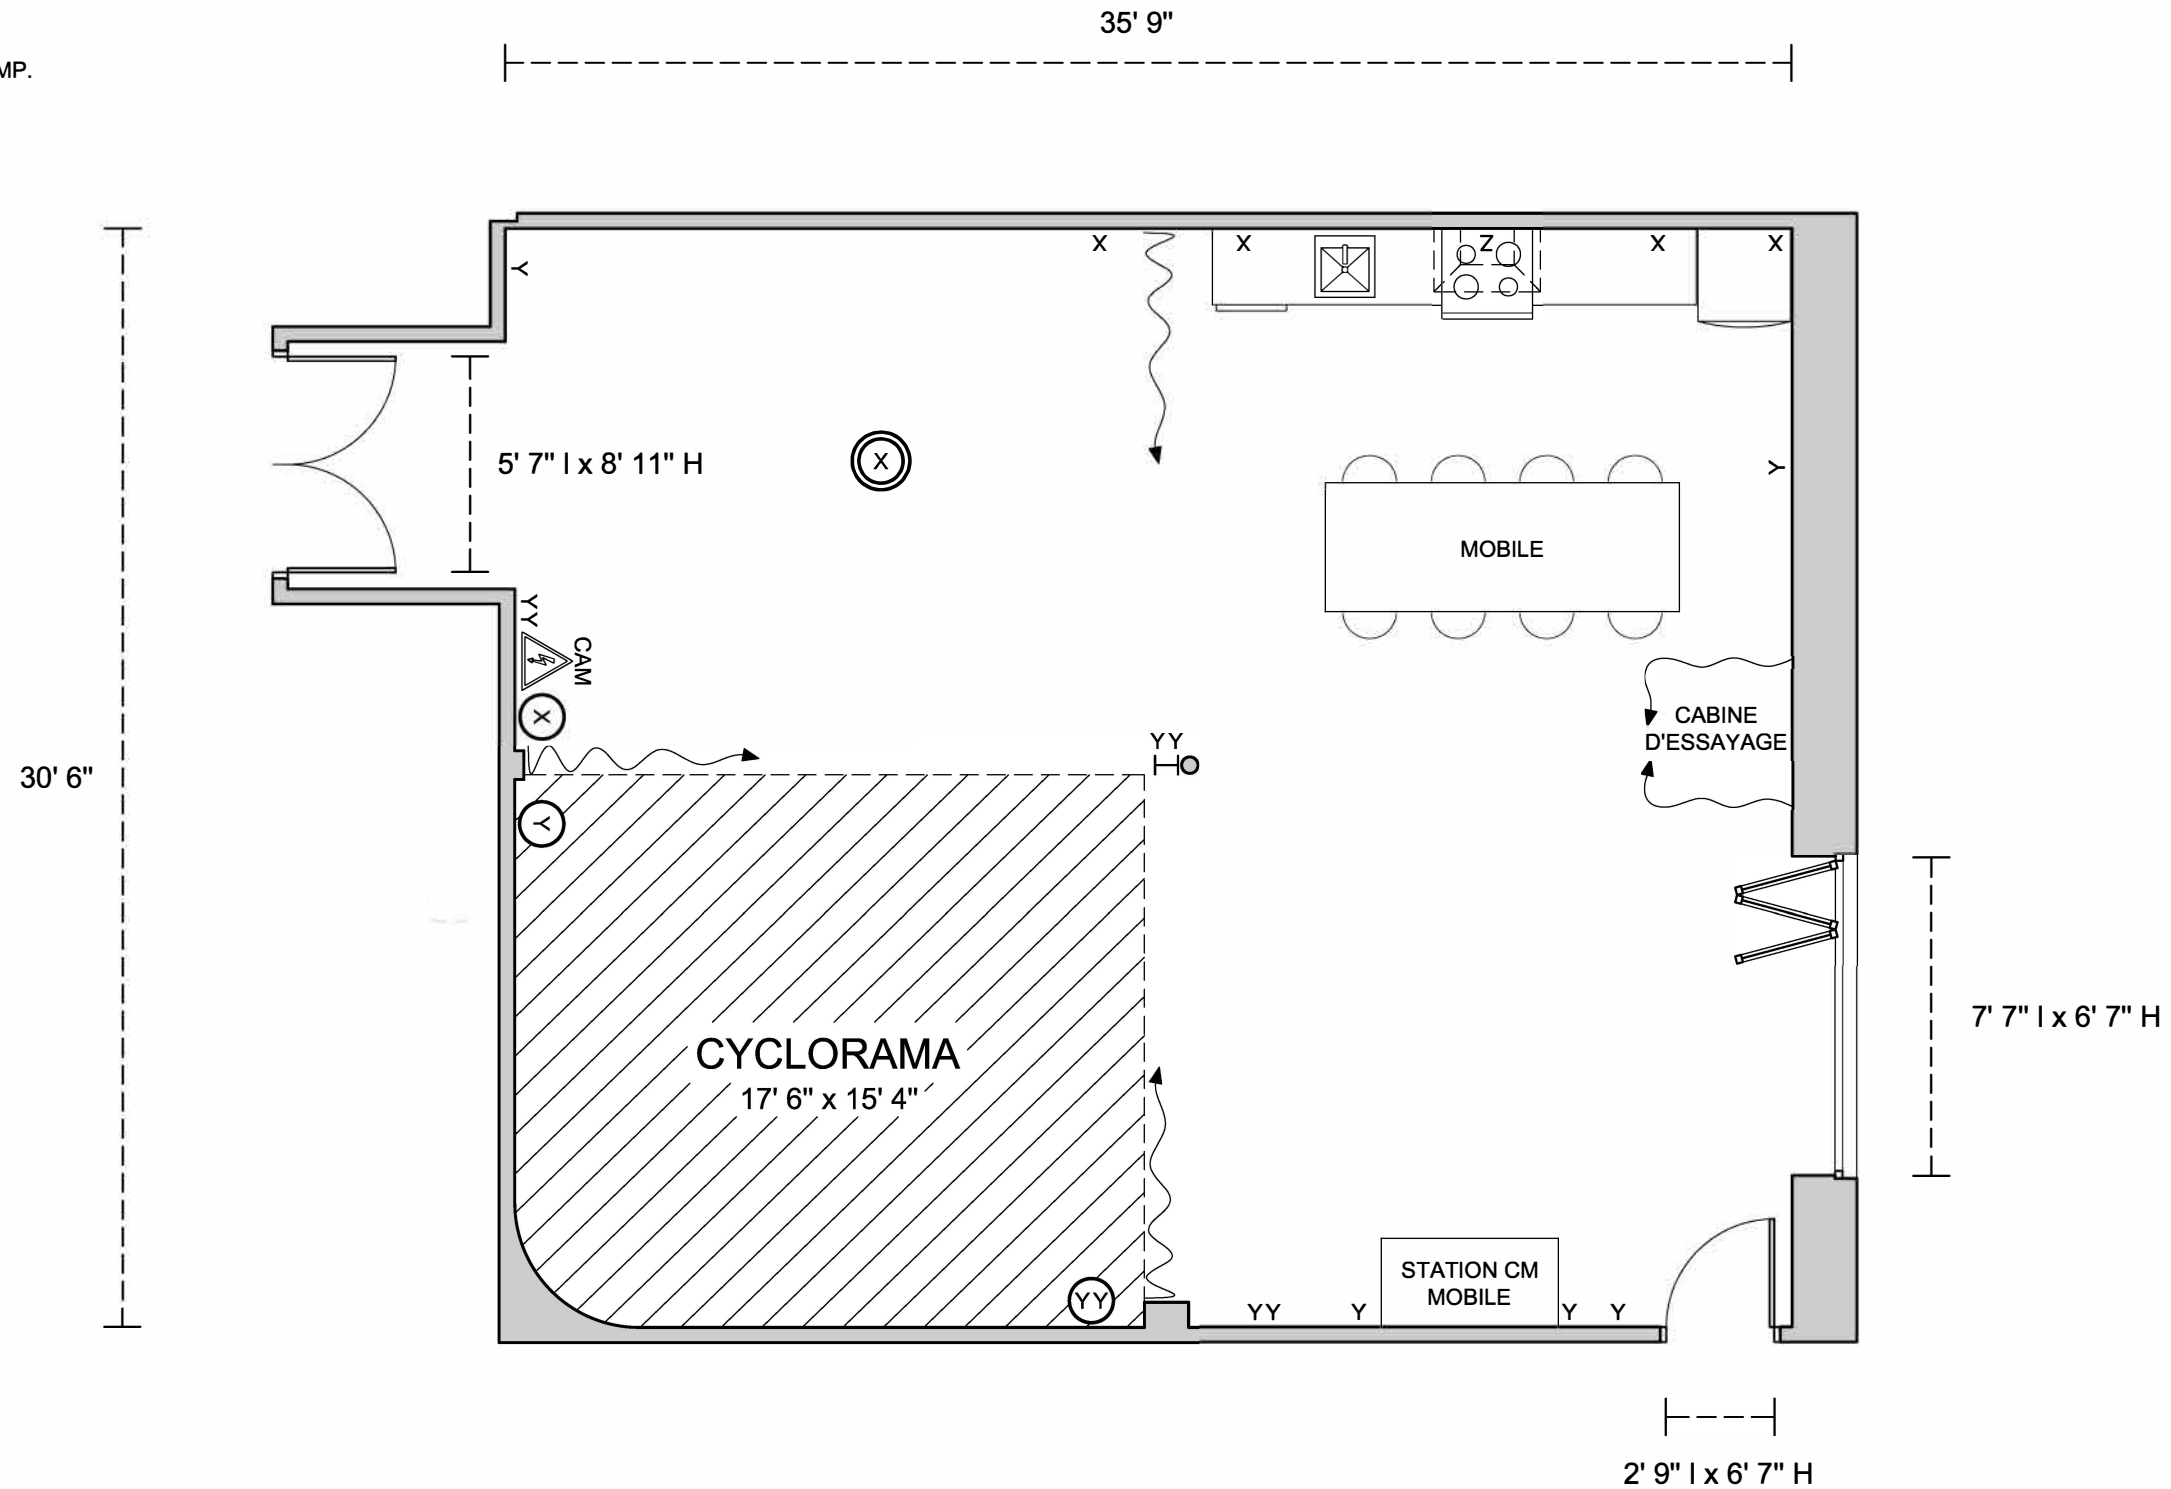 35' 9"
MP.
X
X
Z
X
X
Y
5' 7" l x 8' 11" H
X
Y
MOBILE
YY
CAM
X
CABINE
D'ESSAYAGE
YY
30' 6"
Y
7' 7" l x 6' 7" H
CYCLORAMA
17' 6" x 15' 4"
STATION CM
MOBILE
YY
YY
Y
Y
Y
2' 9" l x 6' 7" H